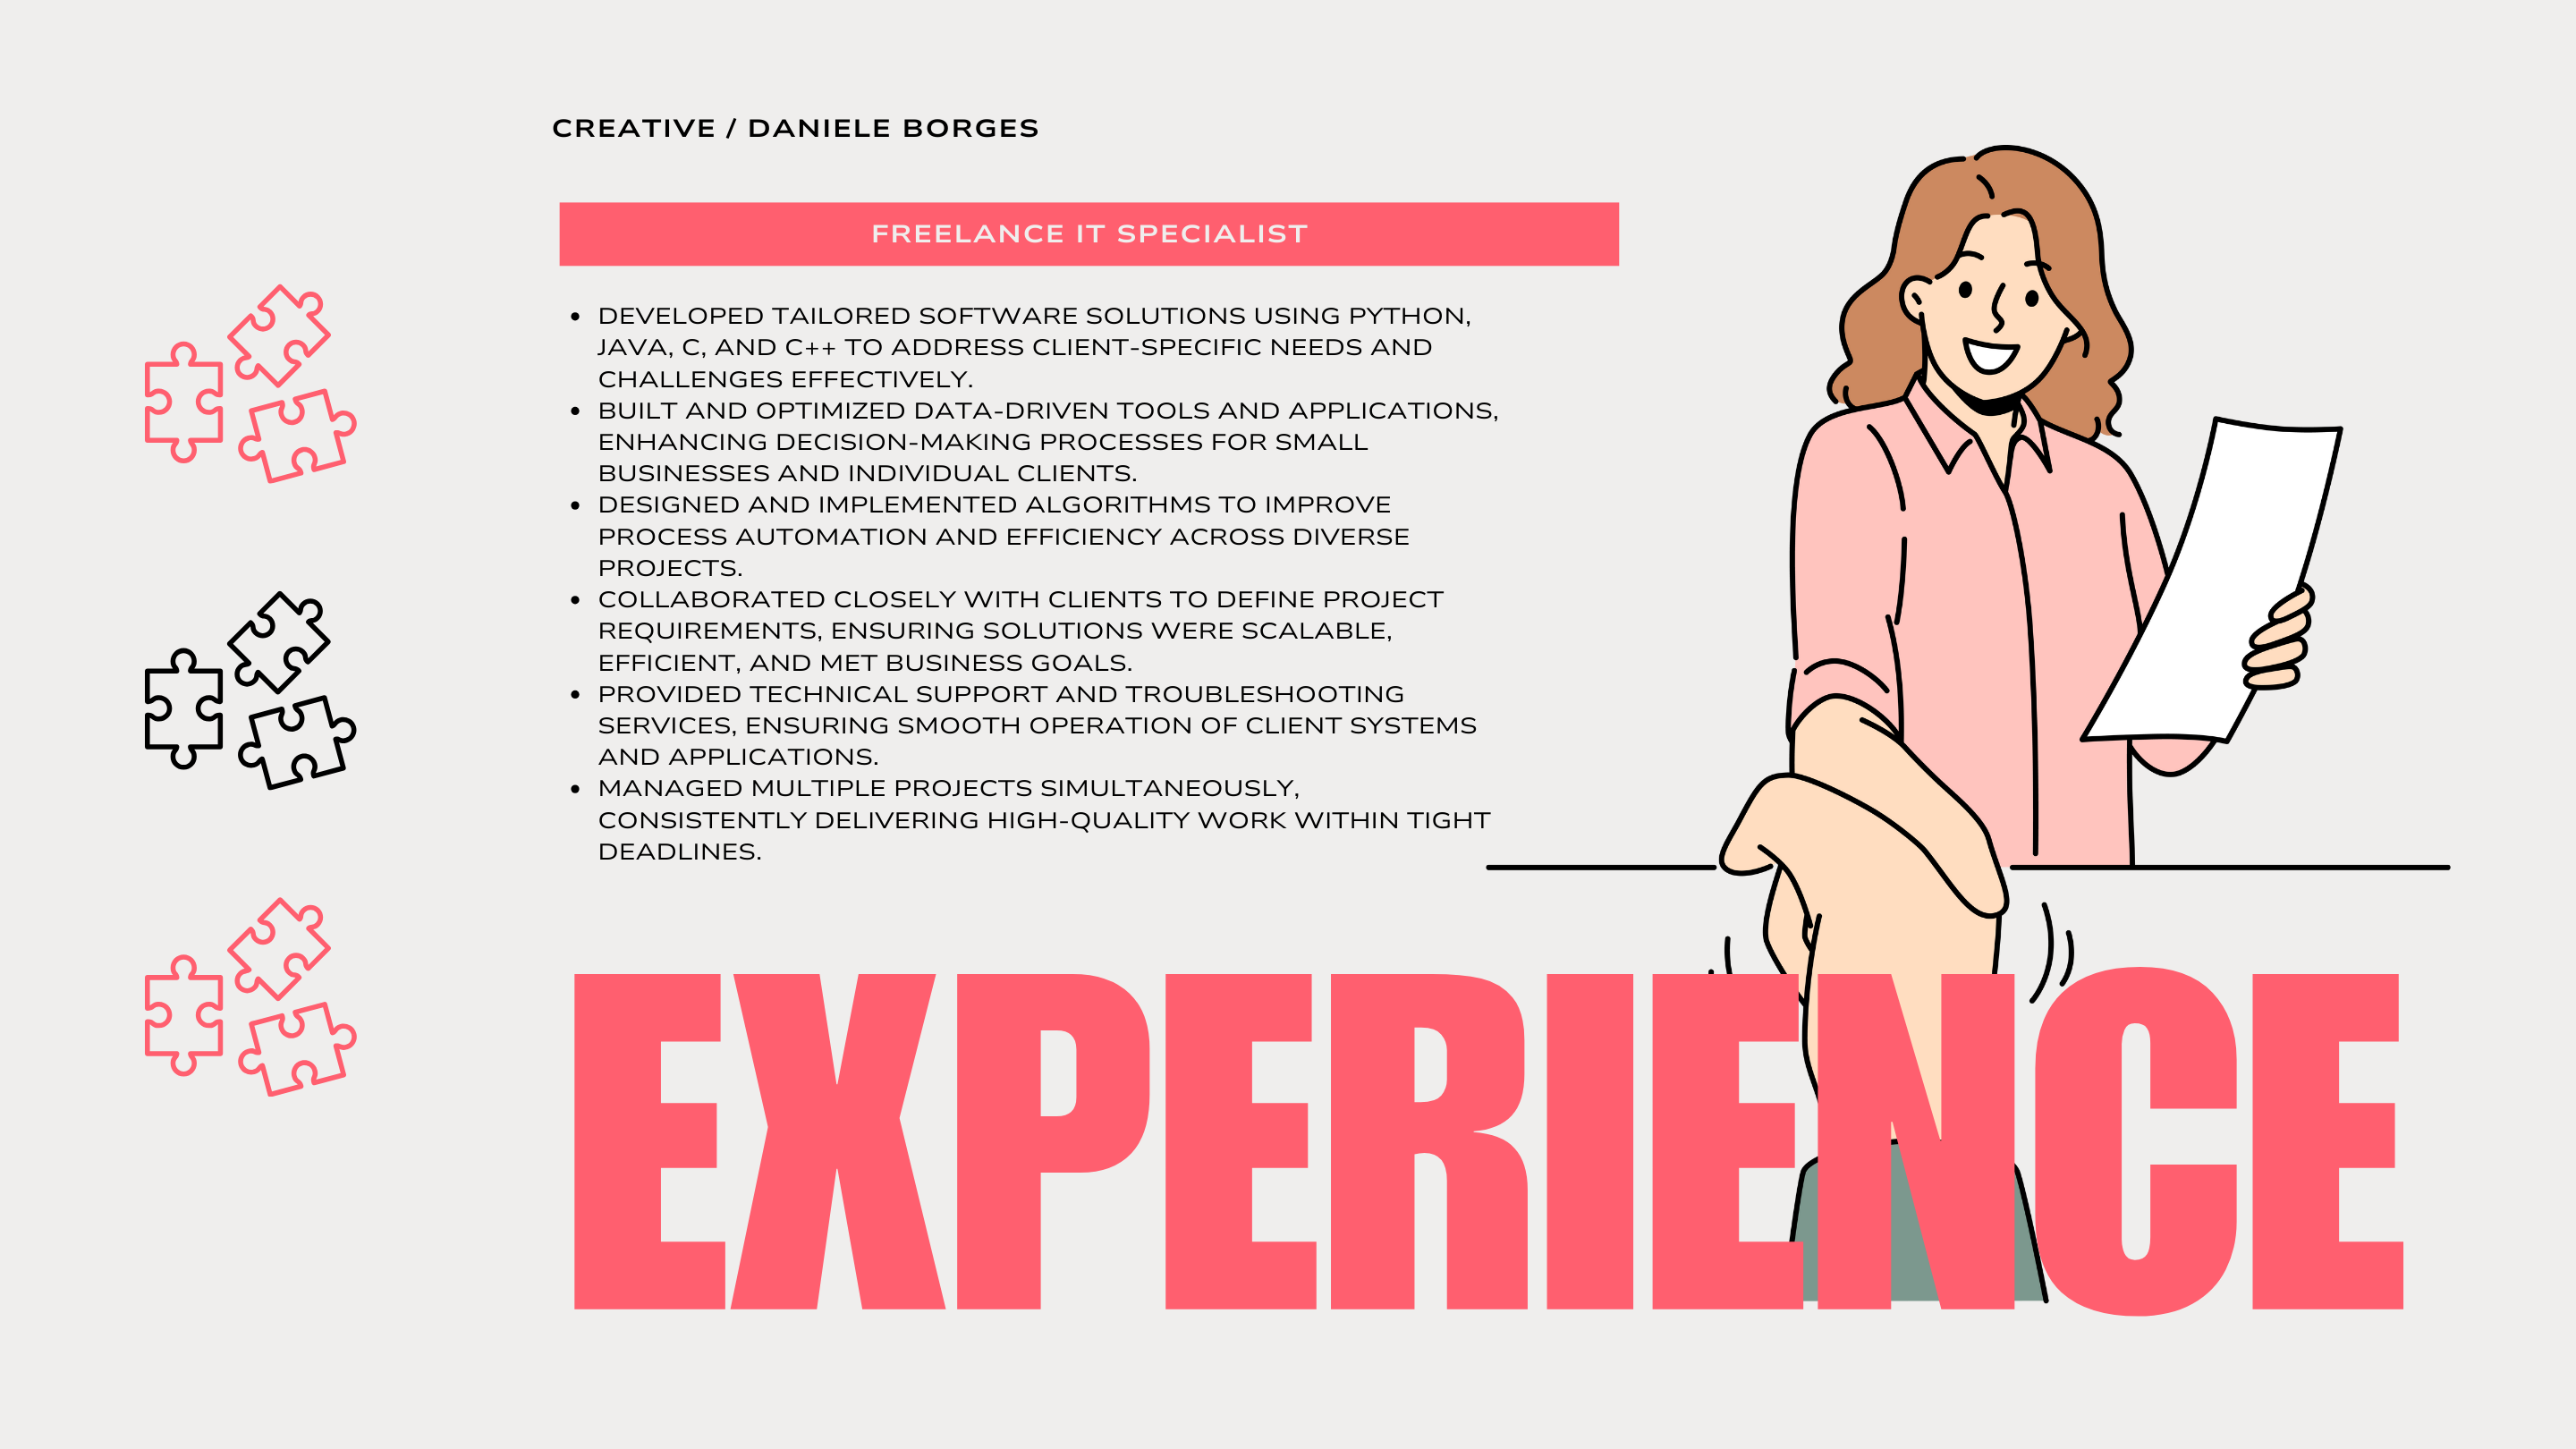 CREATIVE / DANIELE BORGES
FREELANCE IT SPECIALIST
• DEVELOPED TAILORED SOFTWARE SOLUTIONS USING PYTHON,
JAVA, C, AND C++ TO ADDRESS CLIENT-SPECIFIC NEEDS AND
CHALLENGES EFFECTIVELY.
• BUILT AND OPTIMIZED DATA-DRIVEN TOOLS AND APPLICATIONS,
ENHANCING DECISION-MAKING PROCESSES FOR SMALL
BUSINESSES AND INDIVIDUAL CLIENTS.
• DESIGNED AND IMPLEMENTED ALGORITHMS TO IMPROVE
PROCESS AUTOMATION AND EFFICIENCY ACROSS DIVERSE
PROJECTS.
• COLLABORATED CLOSELY WITH CLIENTS TO DEFINE PROJECT
REQUIREMENTS, ENSURING SOLUTIONS WERE SCALABLE,
EFFICIENT, AND MET BUSINESS GOALS.
• PROVIDED TECHNICAL SUPPORT AND TROUBLESHOOTING
SERVICES, ENSURING SMOOTH OPERATION OF CLIENT SYSTEMS
AND APPLICATIONS.
• MANAGED MULTIPLE PROJECTS SIMULTANEOUSLY,
CONSISTENTLY DELIVERING HIGH-QUALITY WORK WITHIN TIGHT
DEADLINES.
EXPERIENCE